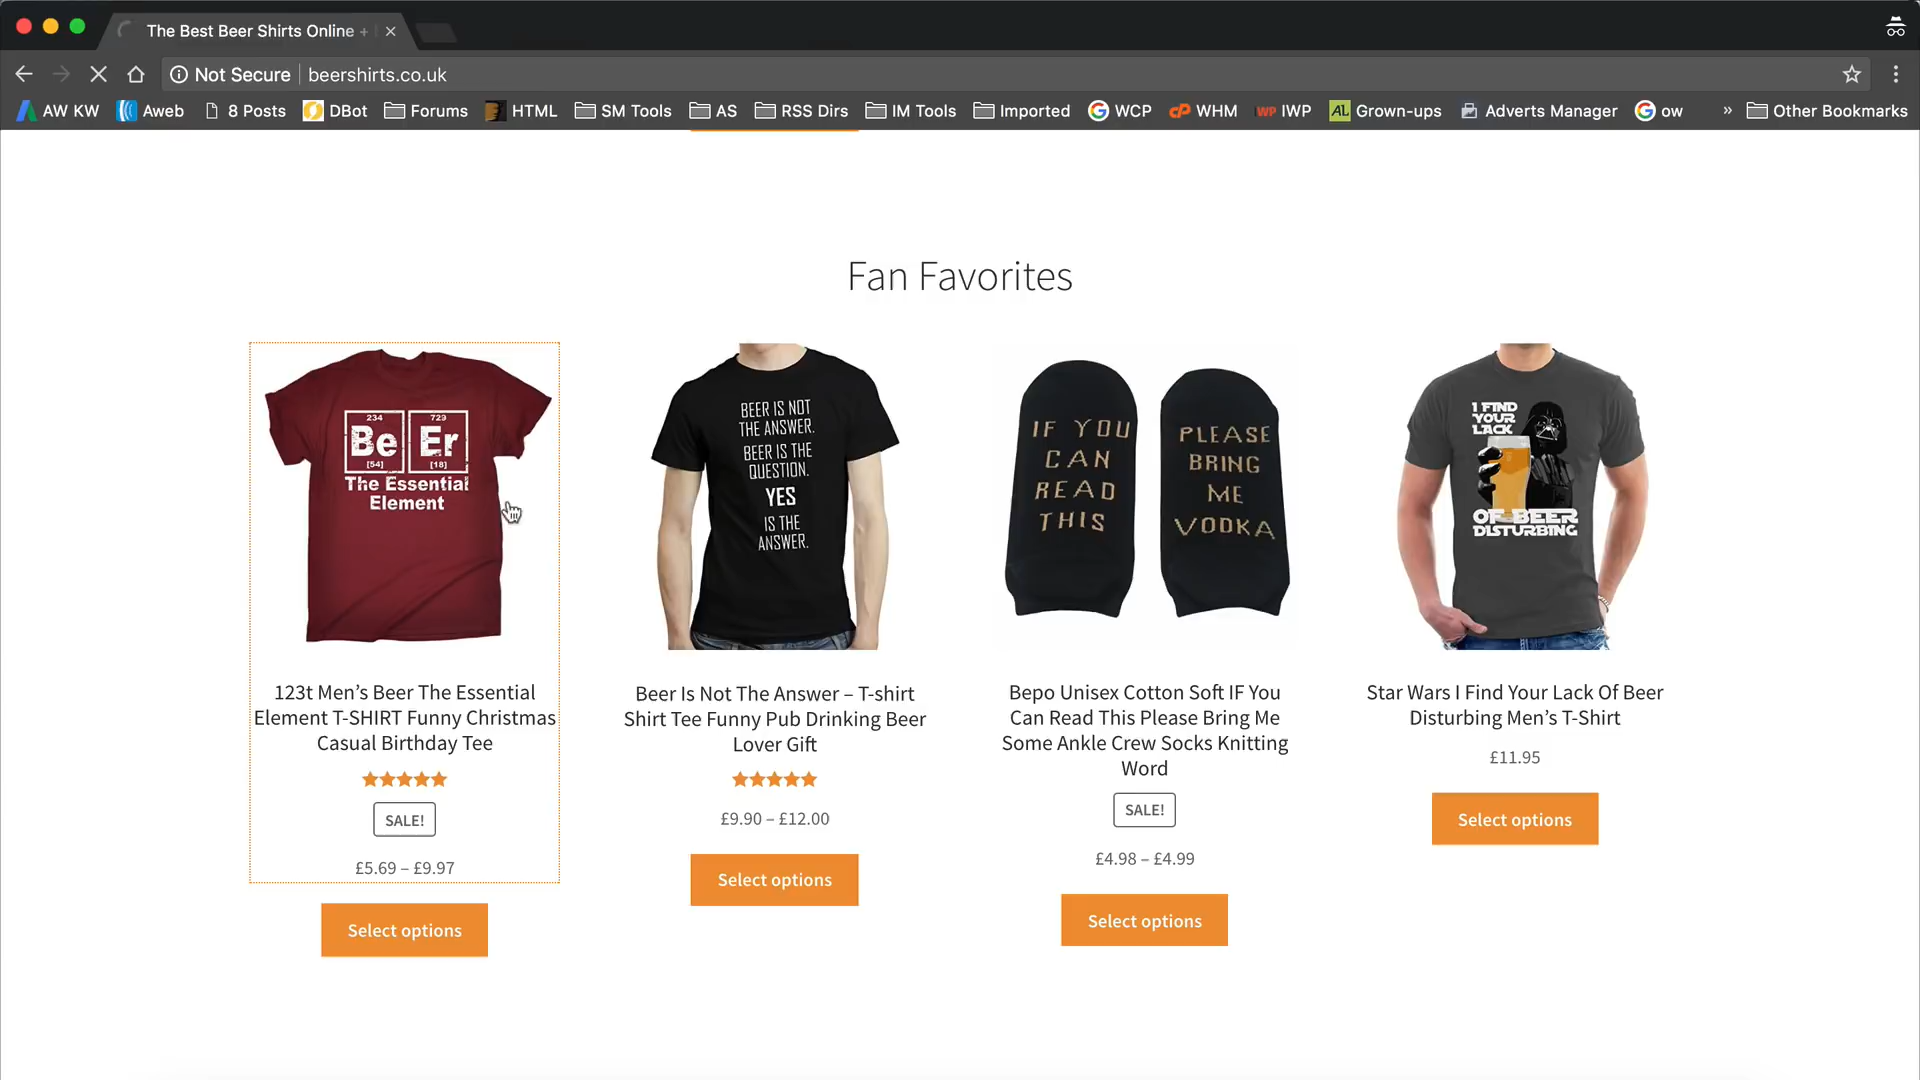 The Best Beer Shirts Online +
Not Secure beershirts.co.uk
AW KW Aweb 8 Posts DBot Forums HTML SM Tools AS RSS Dirs IM Tools Imported WCP WHM IWP Grown-ups Adverts Manager ow » Other Bookmarks
Fan Favorites
234 729
Be Er
[54] [18]
The Essential
Element
BEER IS NOT
THE ANSWER.
BEER IS THE
QUESTION.
YES
IS THE
ANSWER.
IF YOU
CAN
READ
THIS
PLEASE
BRING
ME
VODKA
I FIND
YOUR
LACK
OF BEER
DISTURBING
123t Men’s Beer The Essential
Element T-SHIRT Funny Christmas
Casual Birthday Tee
SALE!
£5.69 – £9.97
Select options
Beer Is Not The Answer – T-shirt
Shirt Tee Funny Pub Drinking Beer
Lover Gift
£9.90 – £12.00
Select options
Bepo Unisex Cotton Soft IF You
Can Read This Please Bring Me
Some Ankle Crew Socks Knitting
Word
SALE!
£4.98 – £4.99
Select options
Star Wars I Find Your Lack Of Beer
Disturbing Men’s T-Shirt
£11.95
Select options